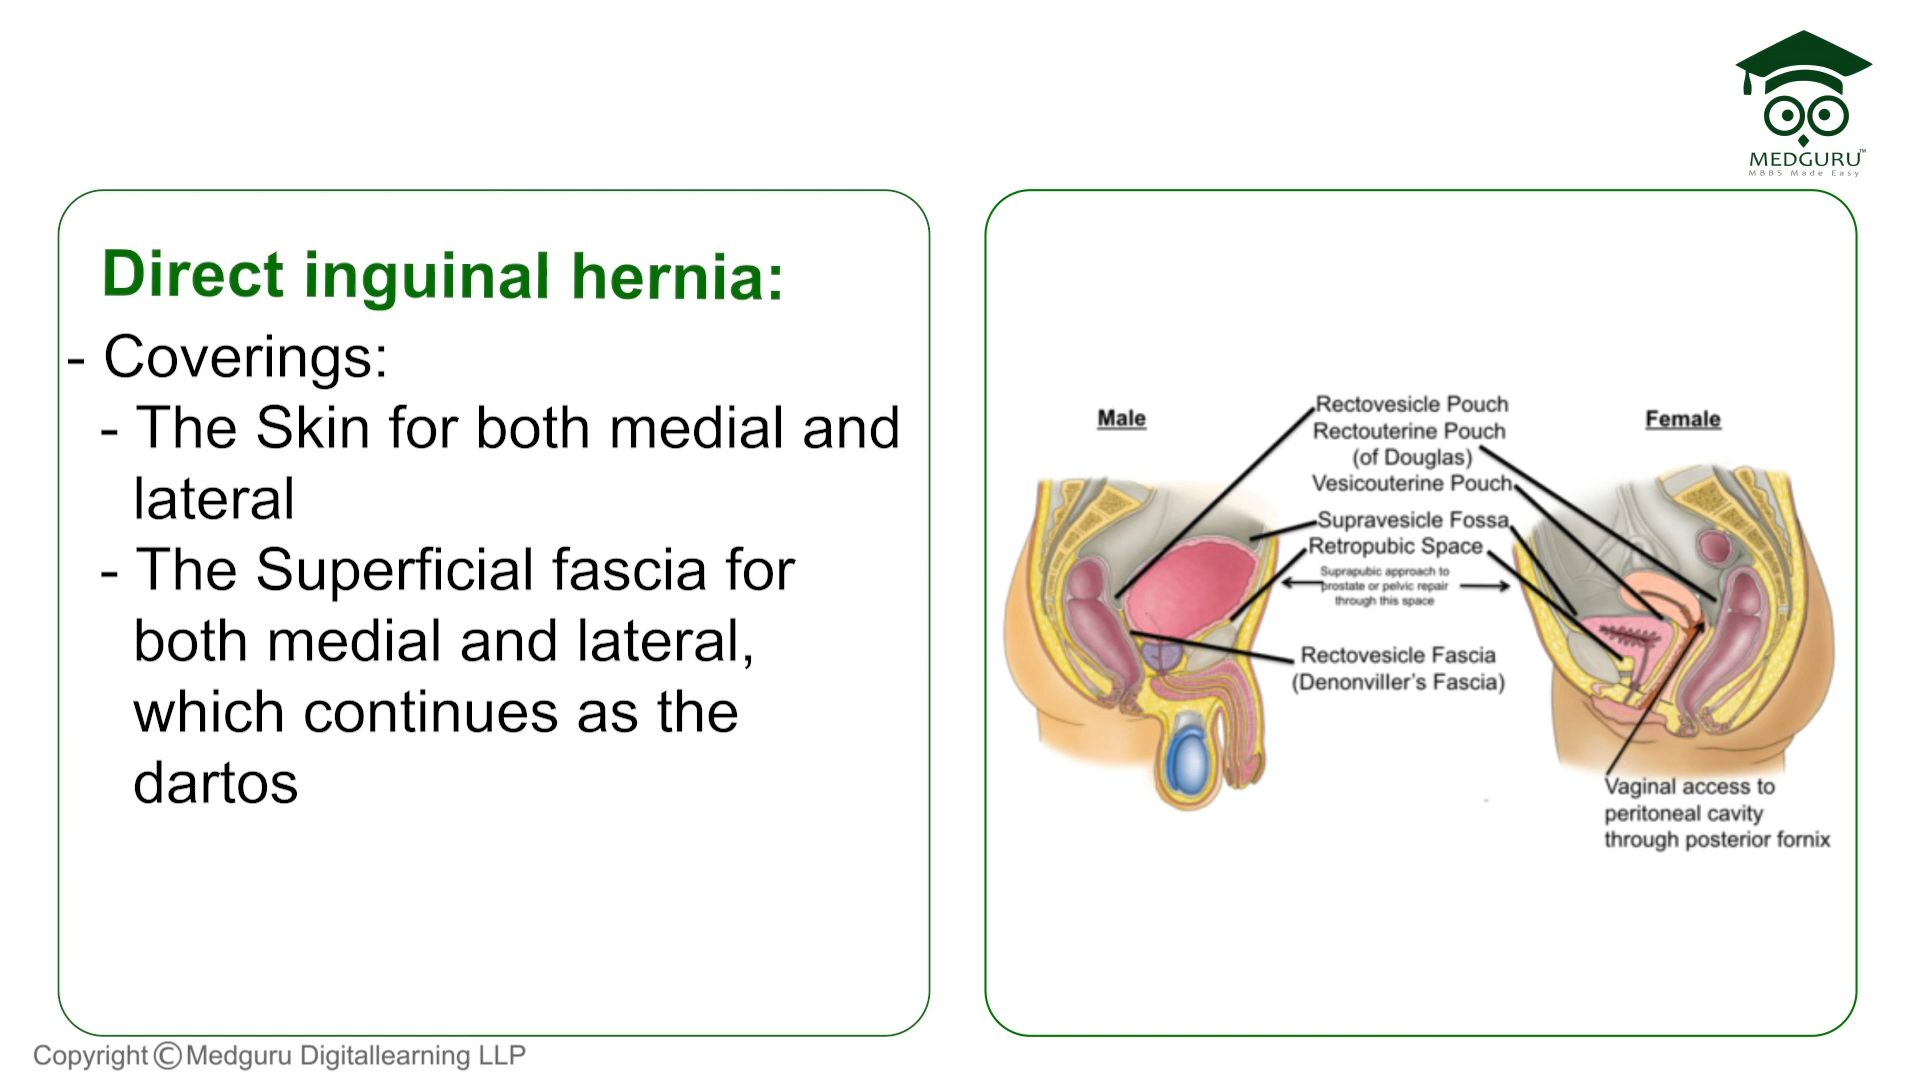 MEDGURU™
MBBS Made Easy
Direct inguinal hernia:
- Coverings:
- The Skin for both medial and
lateral
- The Superficial fascia for
both medial and lateral,
which continues as the
dartos
Male
Rectovesicle Pouch
Rectouterine Pouch
(of Douglas)
Vesicouterine Pouch
Female
Supravesicle Fossa
Retropubic Space
Suprapubic approach to
prostate or pelvic repair
through this space
Rectovesicle Fascia
(Denonviller's Fascia)
Vaginal access to
peritoneal cavity
through posterior fornix
Copyright © Medguru Digitallearning LLP